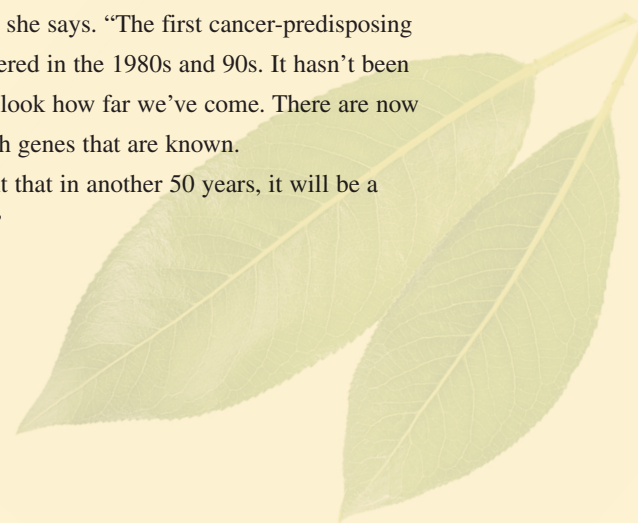 she says. “The first cancer-predisposing
ered in the 1980s and 90s. It hasn’t been
look how far we’ve come. There are now
h genes that are known.
t that in another 50 years, it will be a